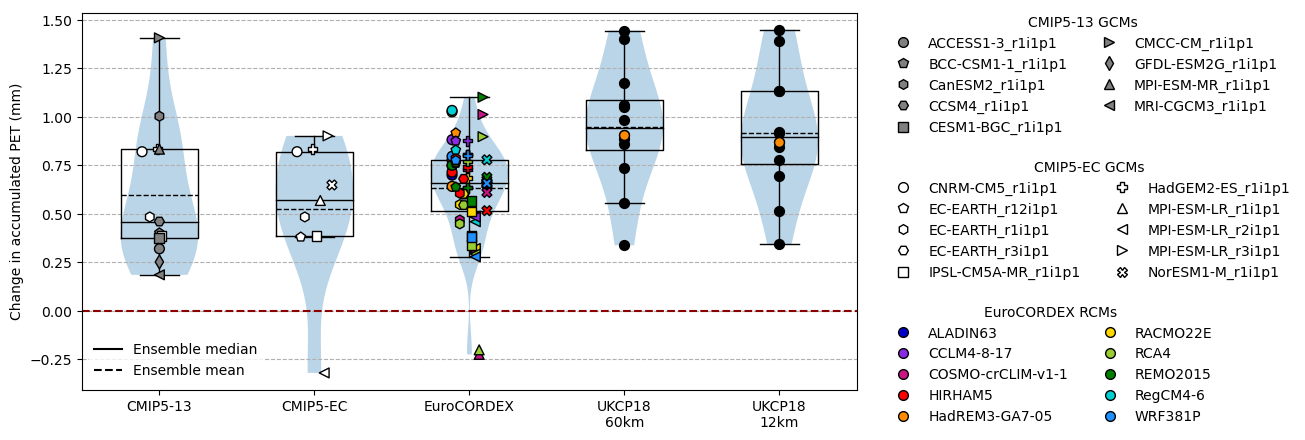 Change in accumulated PET (mm)
1.50
1.25
1.00
0.75
0.50
0.25
0.00
−0.25
Ensemble median
Ensemble mean
CMIP5-13
CMIP5-EC
EuroCORDEX
UKCP18
60km
UKCP18
12km
CMIP5-13 GCMs
ACCESS1-3_r1i1p1
BCC-CSM1-1_r1i1p1
CanESM2_r1i1p1
CCSM4_r1i1p1
CESM1-BGC_r1i1p1
CMCC-CM_r1i1p1
GFDL-ESM2G_r1i1p1
MPI-ESM-MR_r1i1p1
MRI-CGCM3_r1i1p1
CMIP5-EC GCMs
CNRM-CM5_r1i1p1
EC-EARTH_r12i1p1
EC-EARTH_r1i1p1
EC-EARTH_r3i1p1
IPSL-CM5A-MR_r1i1p1
HadGEM2-ES_r1i1p1
MPI-ESM-LR_r1i1p1
MPI-ESM-LR_r2i1p1
MPI-ESM-LR_r3i1p1
NorESM1-M_r1i1p1
EuroCORDEX RCMs
ALADIN63
CCLM4-8-17
COSMO-crCLIM-v1-1
HIRHAM5
HadREM3-GA7-05
RACMO22E
RCA4
REMO2015
RegCM4-6
WRF381P